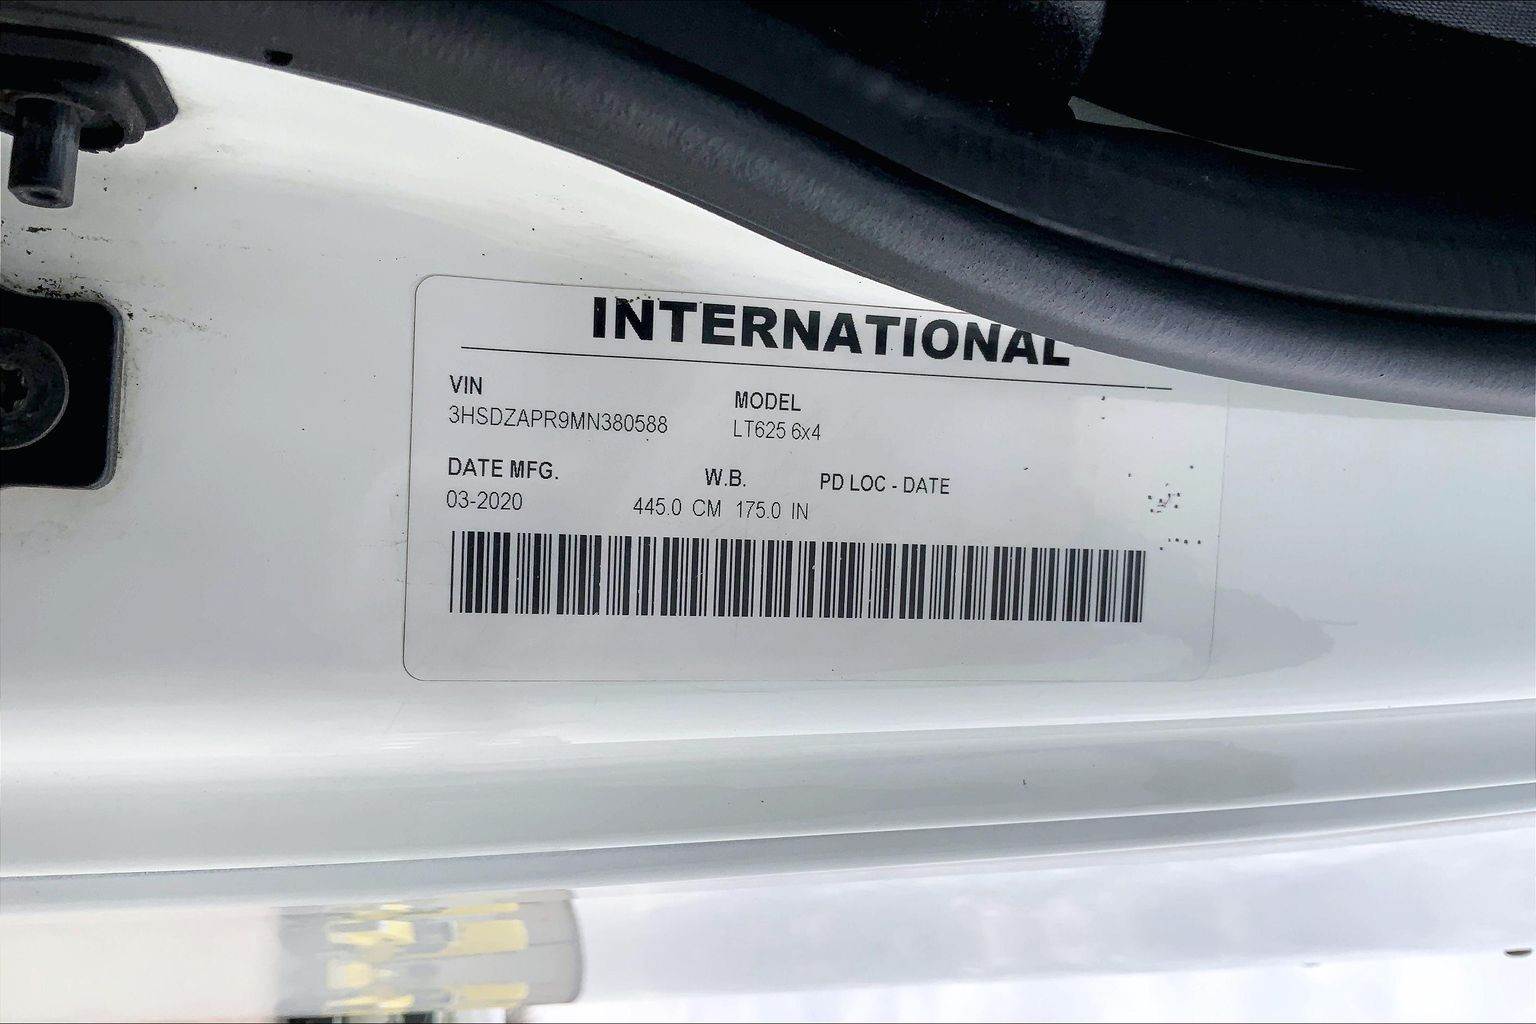 INTERNATIONAL
VIN
MODEL
3HSDZAPR9MN380588
LT625 6x4
DATE MFG.
W.B.
PD LOC - DATE
03-2020
445.0 CM 175.0 IN